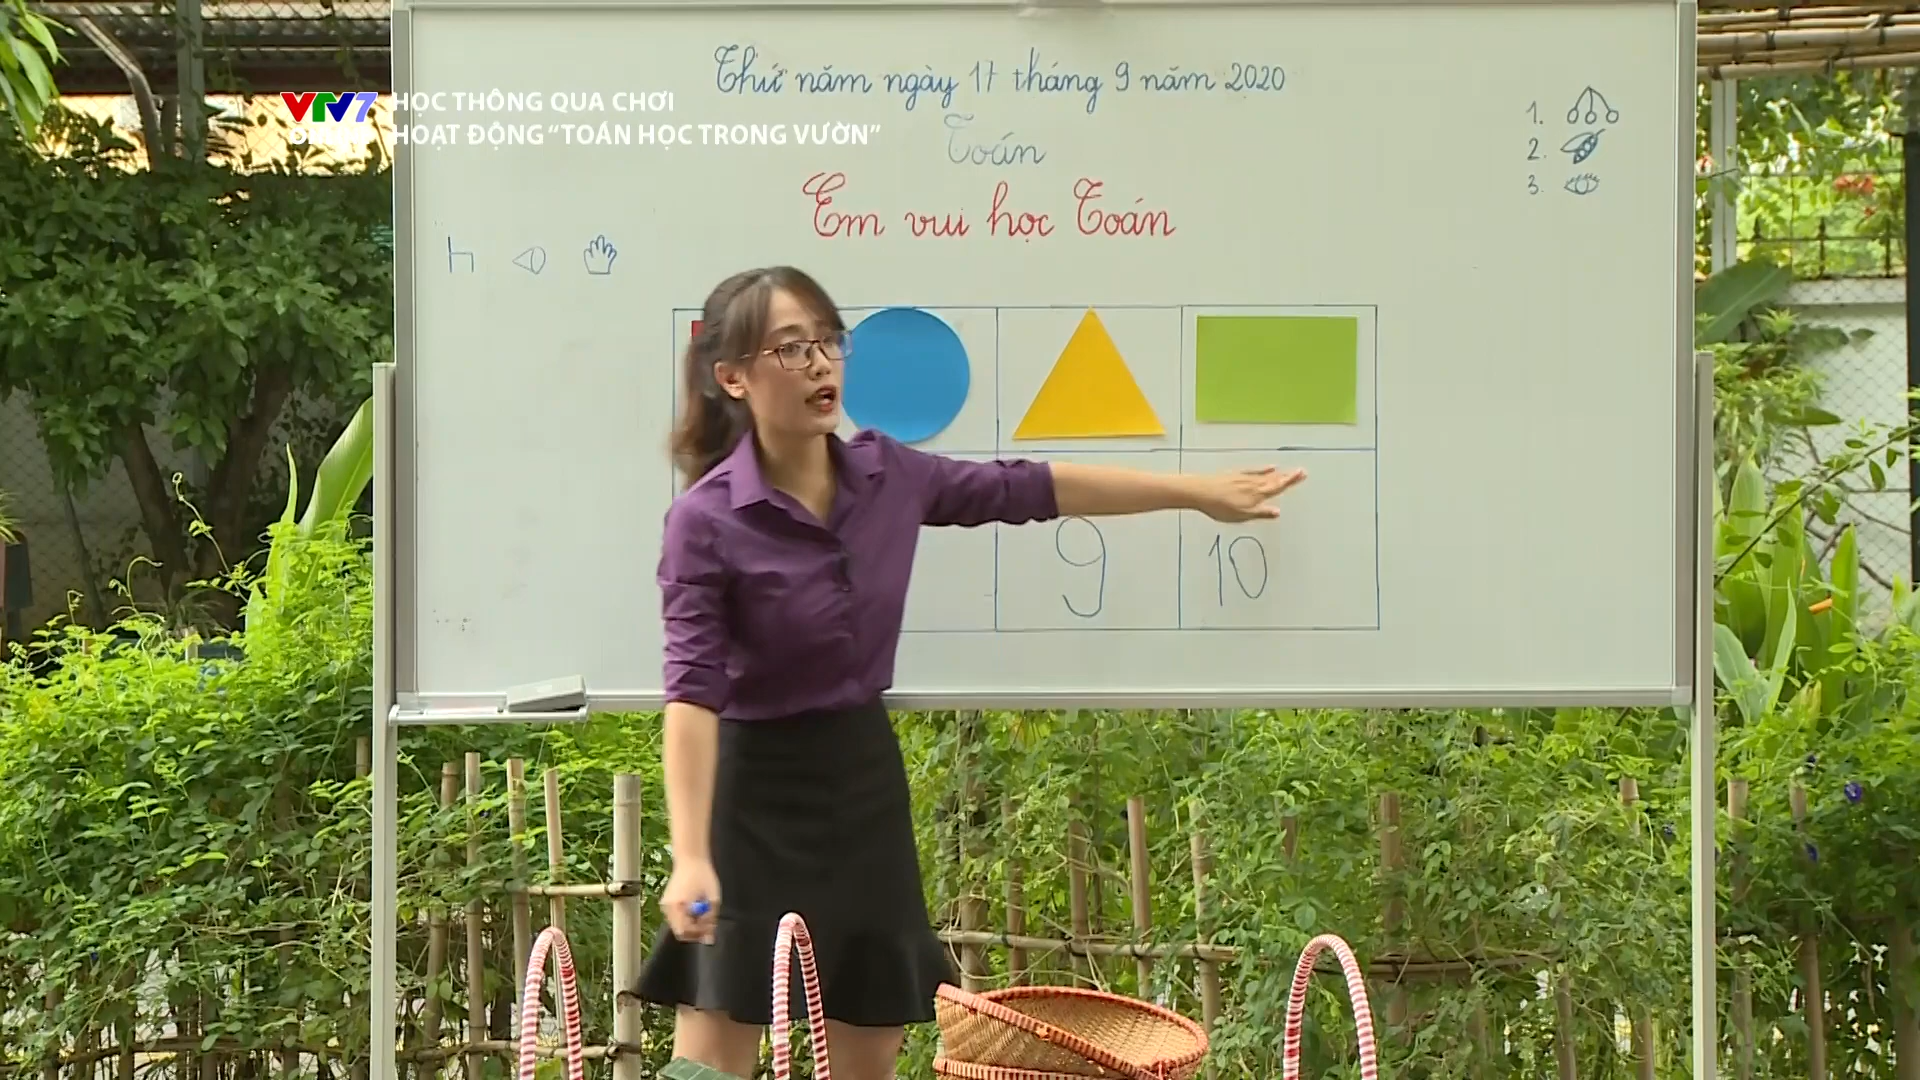 Thứ năm ngày 17 tháng 9 năm 2020
VTV7 HỌC THÔNG QUA CHƠI
HOẠT ĐỘNG “TOÁN HỌC TRONG VƯỜN”
Toán
Em vui học Toán
1.
2.
3.
9 10